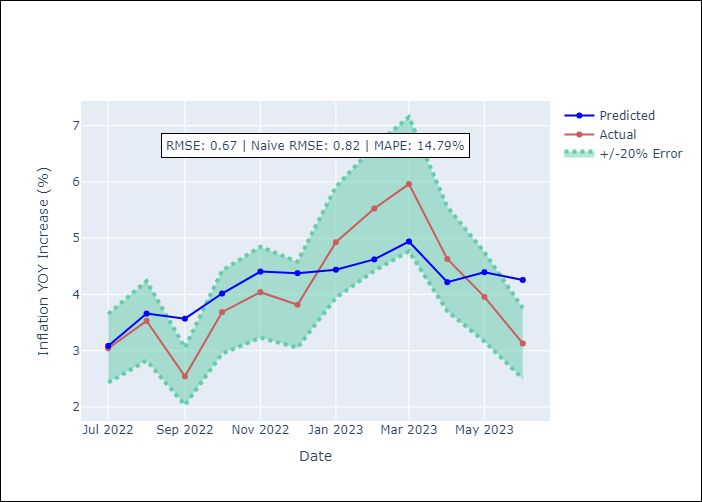 RMSE: 0.67 | Naive RMSE: 0.82 | MAPE: 14.79%
Predicted
Actual
+/-20% Error
Inflation YOY Increase (%)
7
6
5
4
3
2
Jul 2022 Sep 2022 Nov 2022 Jan 2023 Mar 2023 May 2023
Date